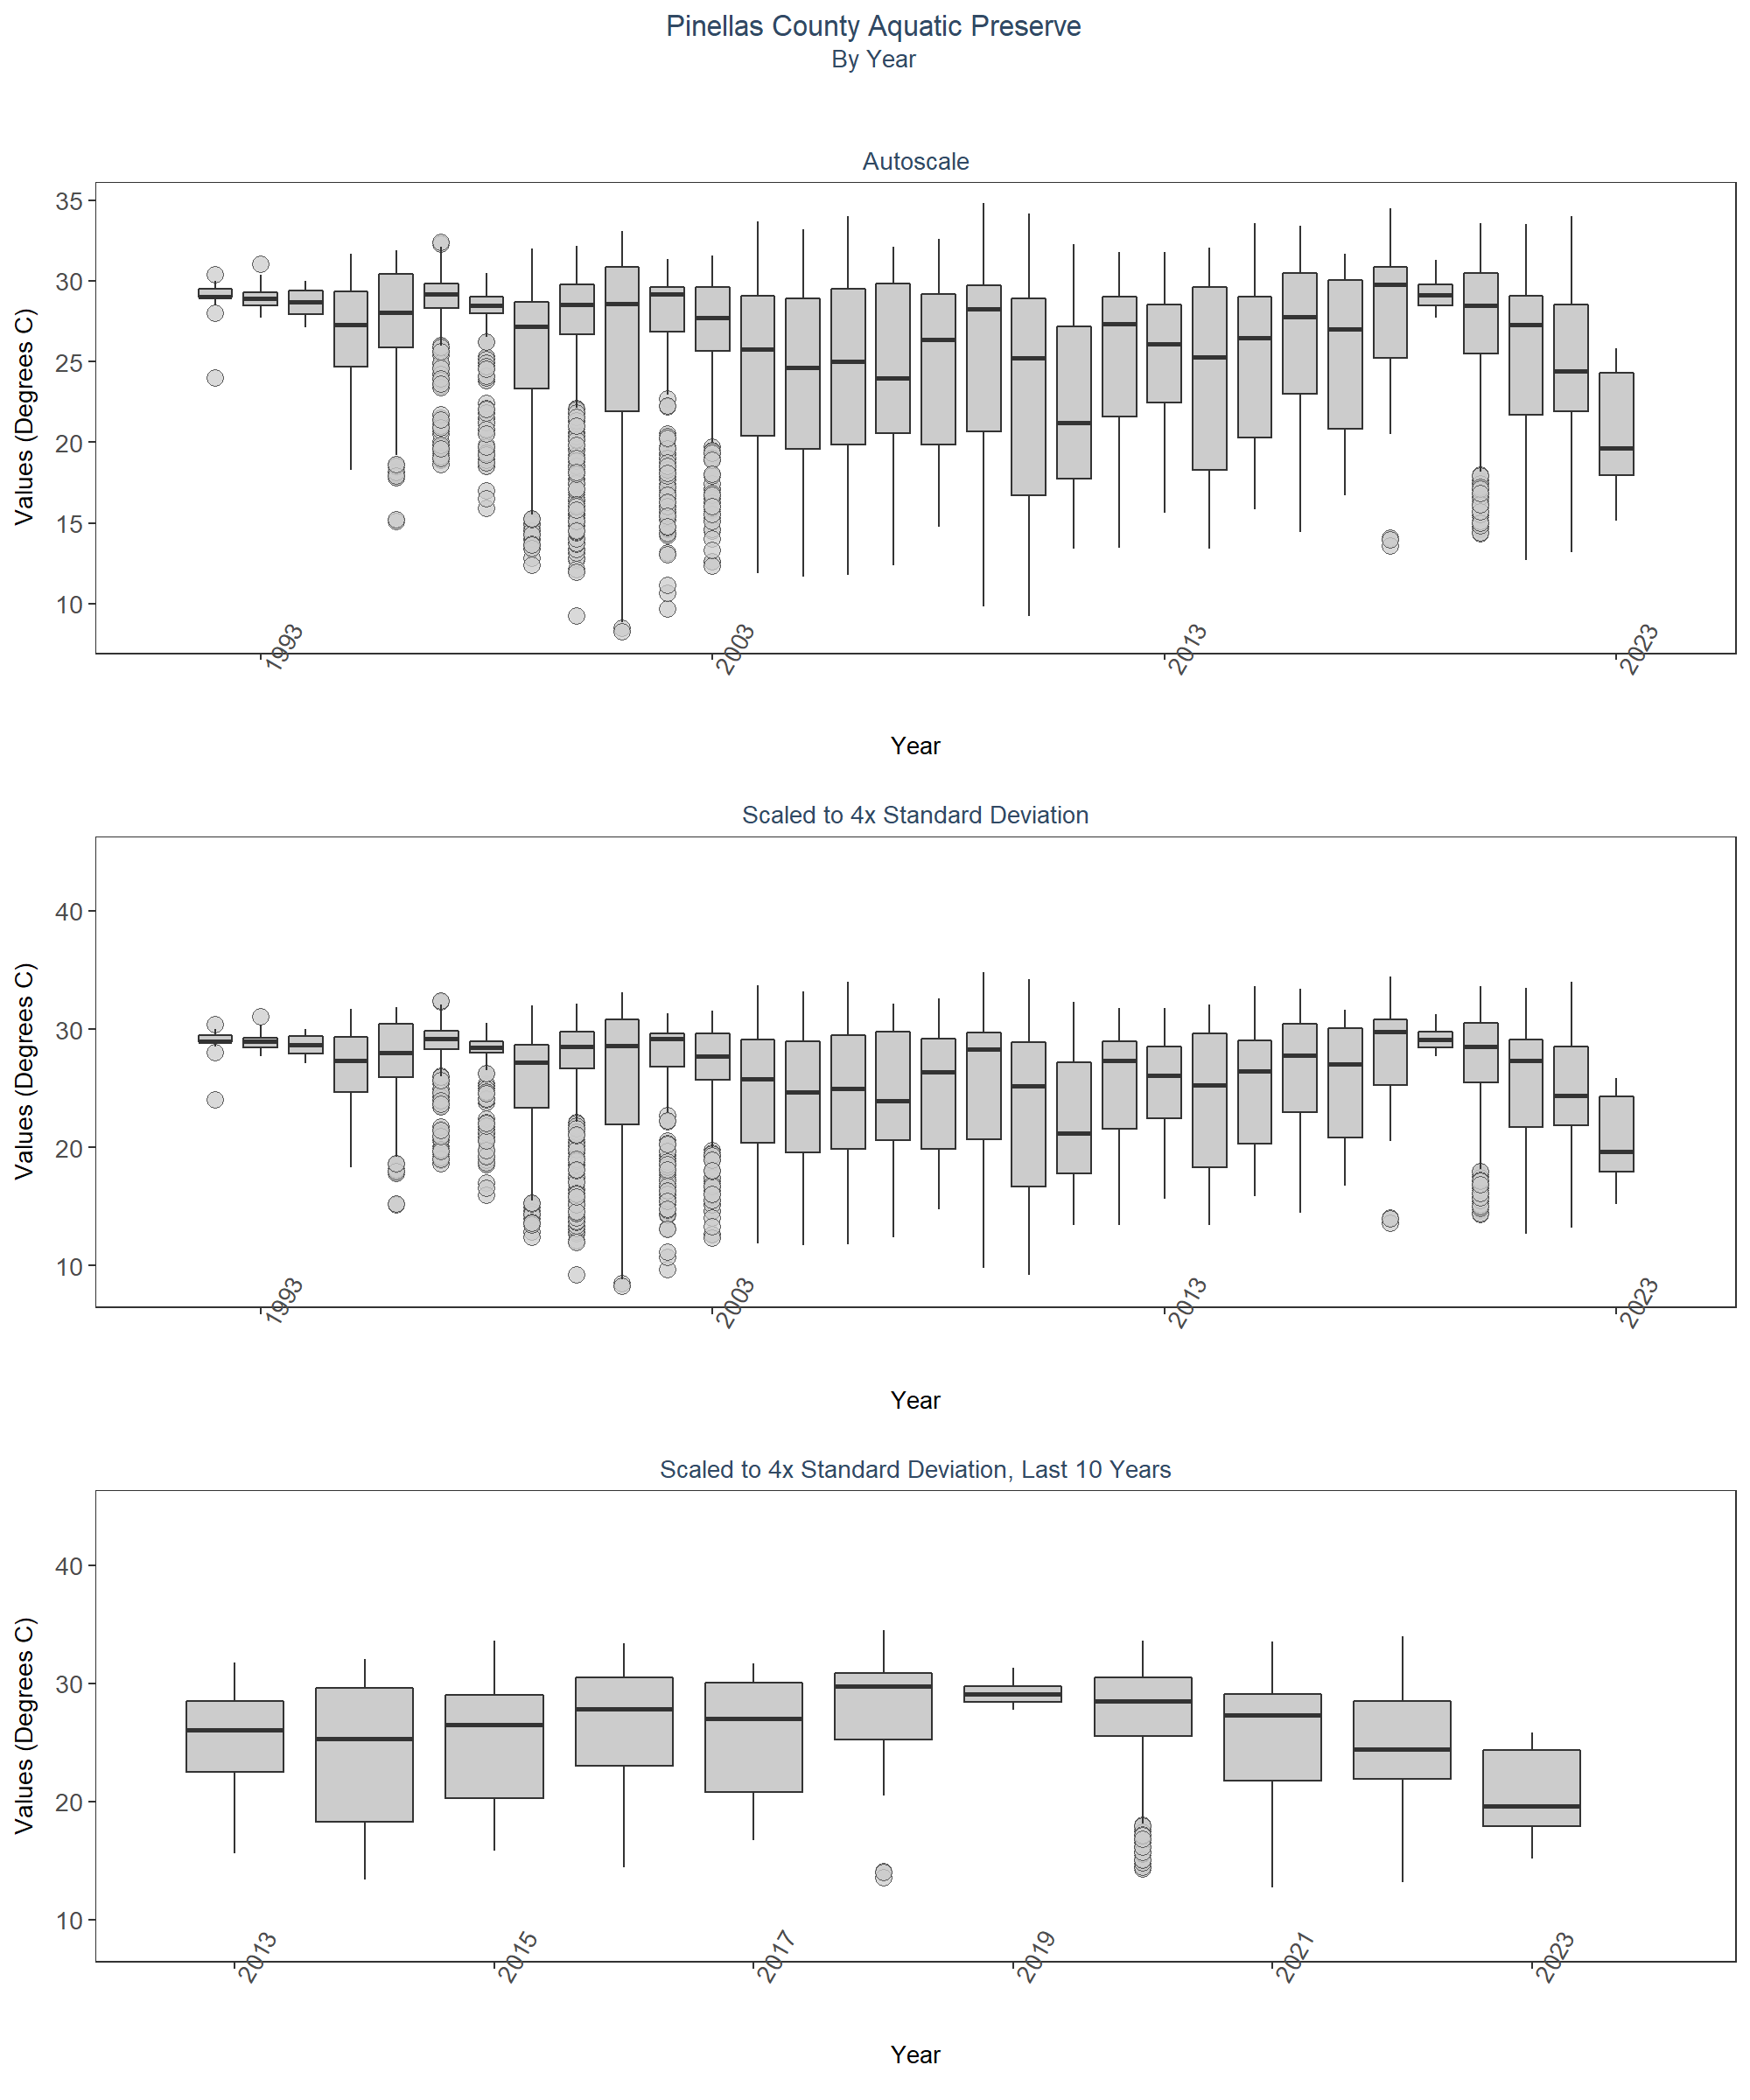 Pinellas County Aquatic Preserve
By Year
Autoscale
Values (Degrees C)
35
30
25
20
15
10
1993
2003
2013
2023
Year
Scaled to 4x Standard Deviation
Values (Degrees C)
40
30
20
10
1993
2003
2013
2023
Year
Scaled to 4x Standard Deviation, Last 10 Years
Values (Degrees C)
40
30
20
10
2013
2015
2017
2019
2021
2023
Year